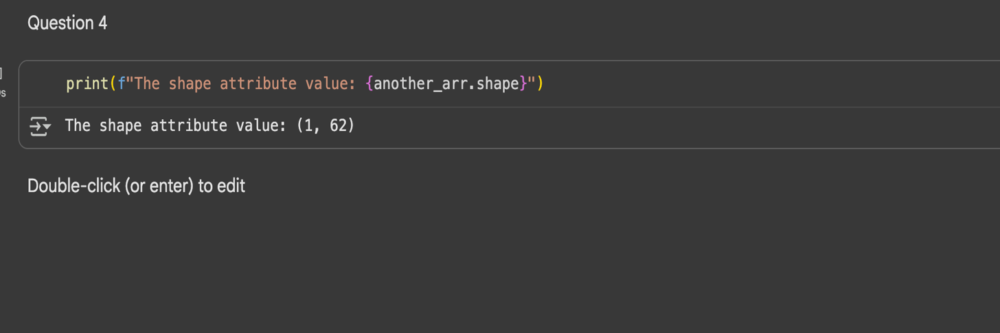 Question 4
]
print(f"The shape attribute value: {another_arr.shape}")
s
The shape attribute value: (1, 62)
Double-click (or enter) to edit